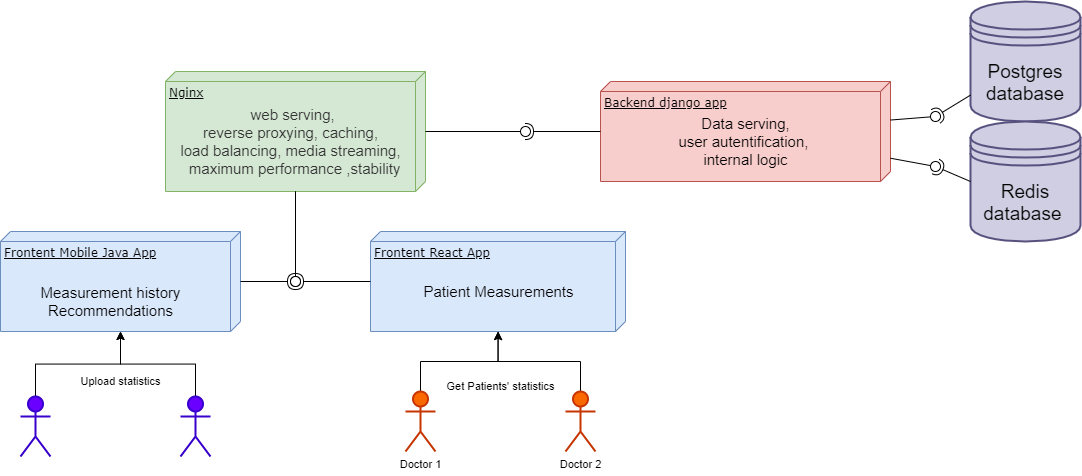 Nginx
web serving,
reverse proxying, caching,
load balancing, media streaming,
maximum performance ,stability
Backend django app
Data serving,
user autentification,
internal logic
Postgres
database
Redis
database
Frontent Mobile Java App
Measurement history
Recommendations
Frontent React App
Patient Measurements
Upload statistics
Get Patients' statistics
Doctor 1
Doctor 2